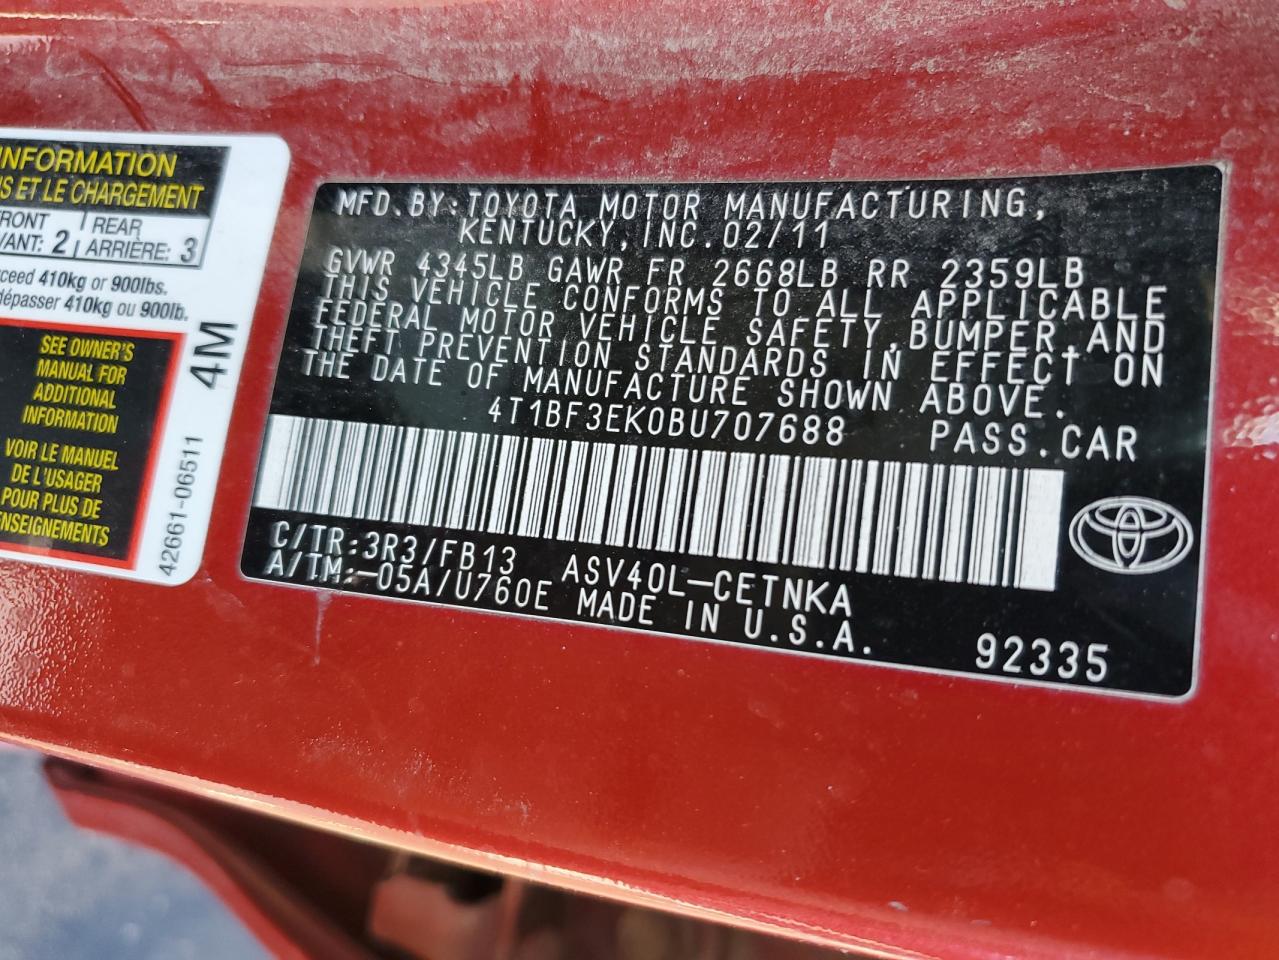 INFORMATION
S ET LE CHARGEMENT
RONT
VANT: 2
REAR
ARRIÈRE: 3
ceed 410kg or 900lbs.
dépasser 410kg ou 900lb.
SEE OWNER'S
MANUAL FOR
ADDITIONAL
INFORMATION
VOIR LE MANUEL
DE L'USAGER
POUR PLUS DE
ENSEIGNEMENTS
4M
42661-06511
MFD. BY: TOYOTA MOTOR MANUFACTURING,
KENTUCKY, INC. 02/11
GVWR 4345LB GAWR FR 2668LB RR 2359LB
THIS VEHICLE CONFORMS TO ALL APPLICABLE
FEDERAL MOTOR VEHICLE SAFETY, BUMPER, AND
THEFT PREVENTION STANDARDS IN EFFECT ON
THE DATE OF MANUFACTURE SHOWN ABOVE.
4T1BF3EK0BU707688 PASS. CAR
C/TR: 3R3/FB13 ASV40L-CETNKA
A/TM: -05A/U760E MADE IN U.S.A.
92335